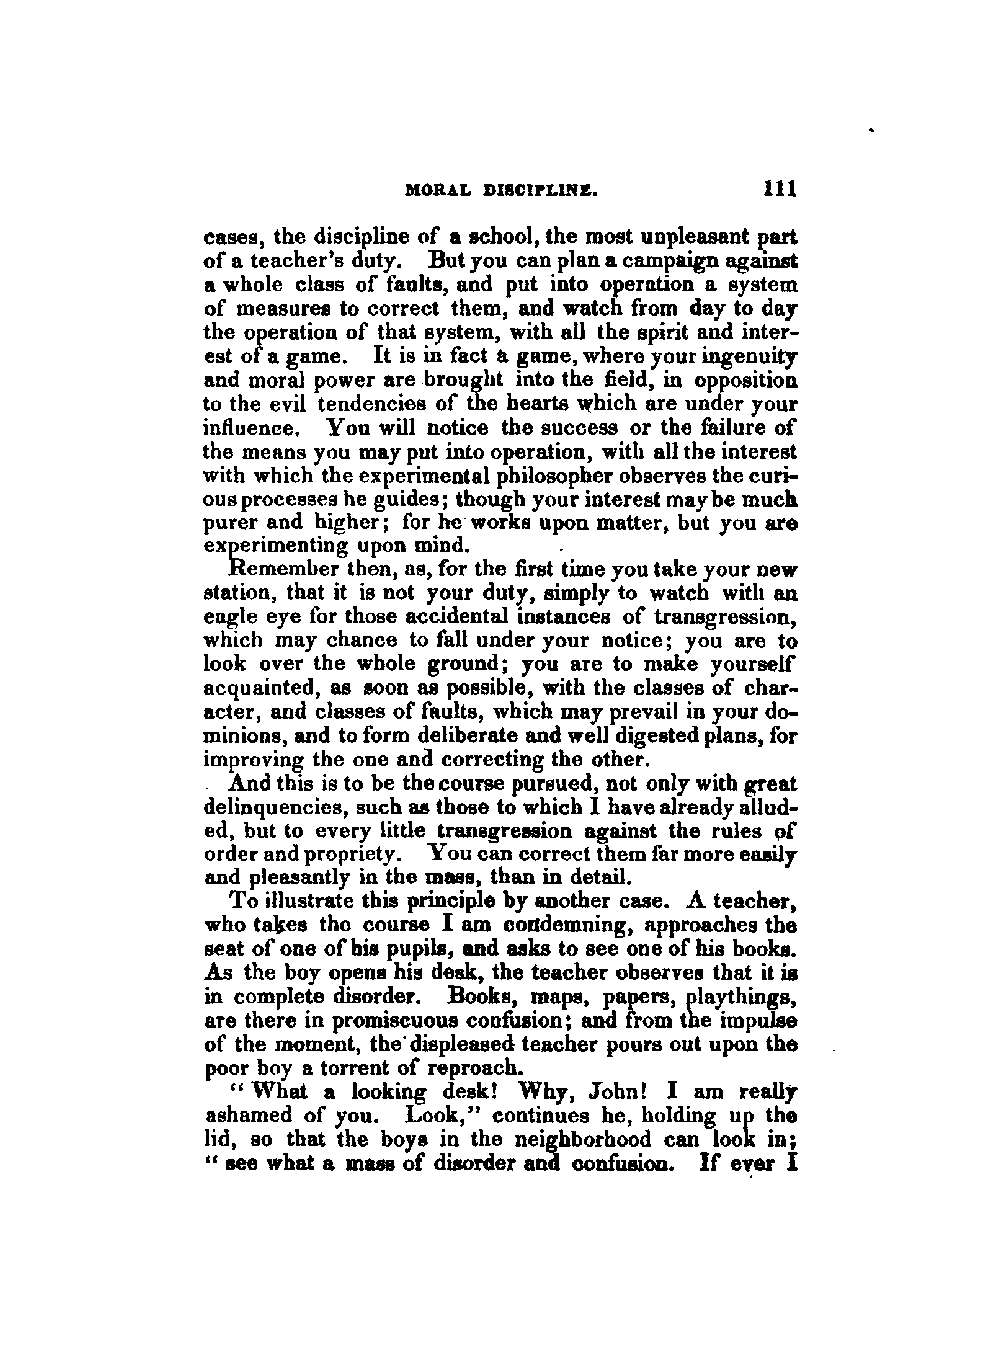 MORAL DISCIPLINE. 111
cases, the discipline of a school, the most unpleasant part
of a teacher's duty. But you can plan a campaign against
a whole class of faults, and put into operation a system
of measures to correct them, and watch from day to day
the operation of that system, with all the spirit and inter-
est of a game. It is in fact a game, where your ingenuity
and moral power are brought into the field, in opposition
to the evil tendencies of the hearts which are under your
influence. You will notice the success or the failure of
the means you may put into operation, with all the interest
with which the experimental philosopher observes the curi-
ous processes he guides; though your interest may be much
purer and higher; for he works upon matter, but you are
experimenting upon mind.
Remember then, as, for the first time you take your new
station, that it is not your duty, simply to watch with an
eagle eye for those accidental instances of transgression,
which may chance to fall under your notice; you are to
look over the whole ground; you are to make yourself
acquainted, as soon as possible, with the classes of char-
acter, and classes of faults, which may prevail in your do-
minions, and to form deliberate and well digested plans, for
improving the one and correcting the other.
And this is to be the course pursued, not only with great
delinquencies, such as those to which I have already allud-
ed, but to every little transgression against the rules of
order and propriety. You can correct them far more easily
and pleasantly in the mass, than in detail.
To illustrate this principle by another case. A teacher,
who takes the course I am condemning, approaches the
seat of one of his pupils, and asks to see one of his books.
As the boy opens his desk, the teacher observes that it is
in complete disorder. Books, maps, papers, playthings,
are there in promiscuous confusion; and from the impulse
of the moment, the displeased teacher pours out upon the
poor boy a torrent of reproach.
“ What a looking desk! Why, John! I am really
ashamed of you. Look,” continues he, holding up the
lid, so that the boys in the neighborhood can look in;
“ see what a mass of disorder and confusion. If ever I